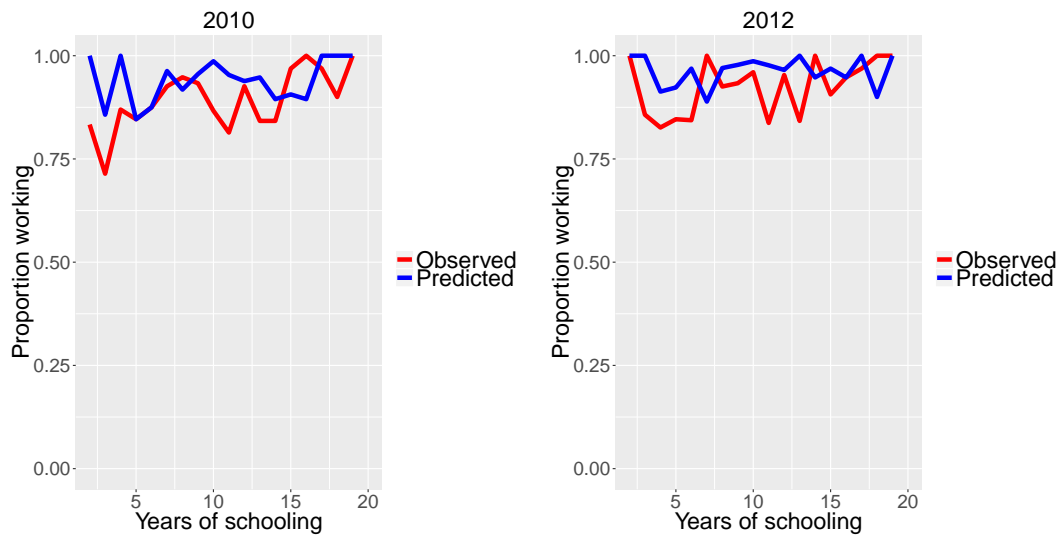 2010
Proportion working
1.00
0.75
0.50
0.25
0.00
5 10 15 20
Years of schooling
Observed
Predicted
2012
Proportion working
1.00
0.75
0.50
0.25
0.00
5 10 15 20
Years of schooling
Observed
Predicted